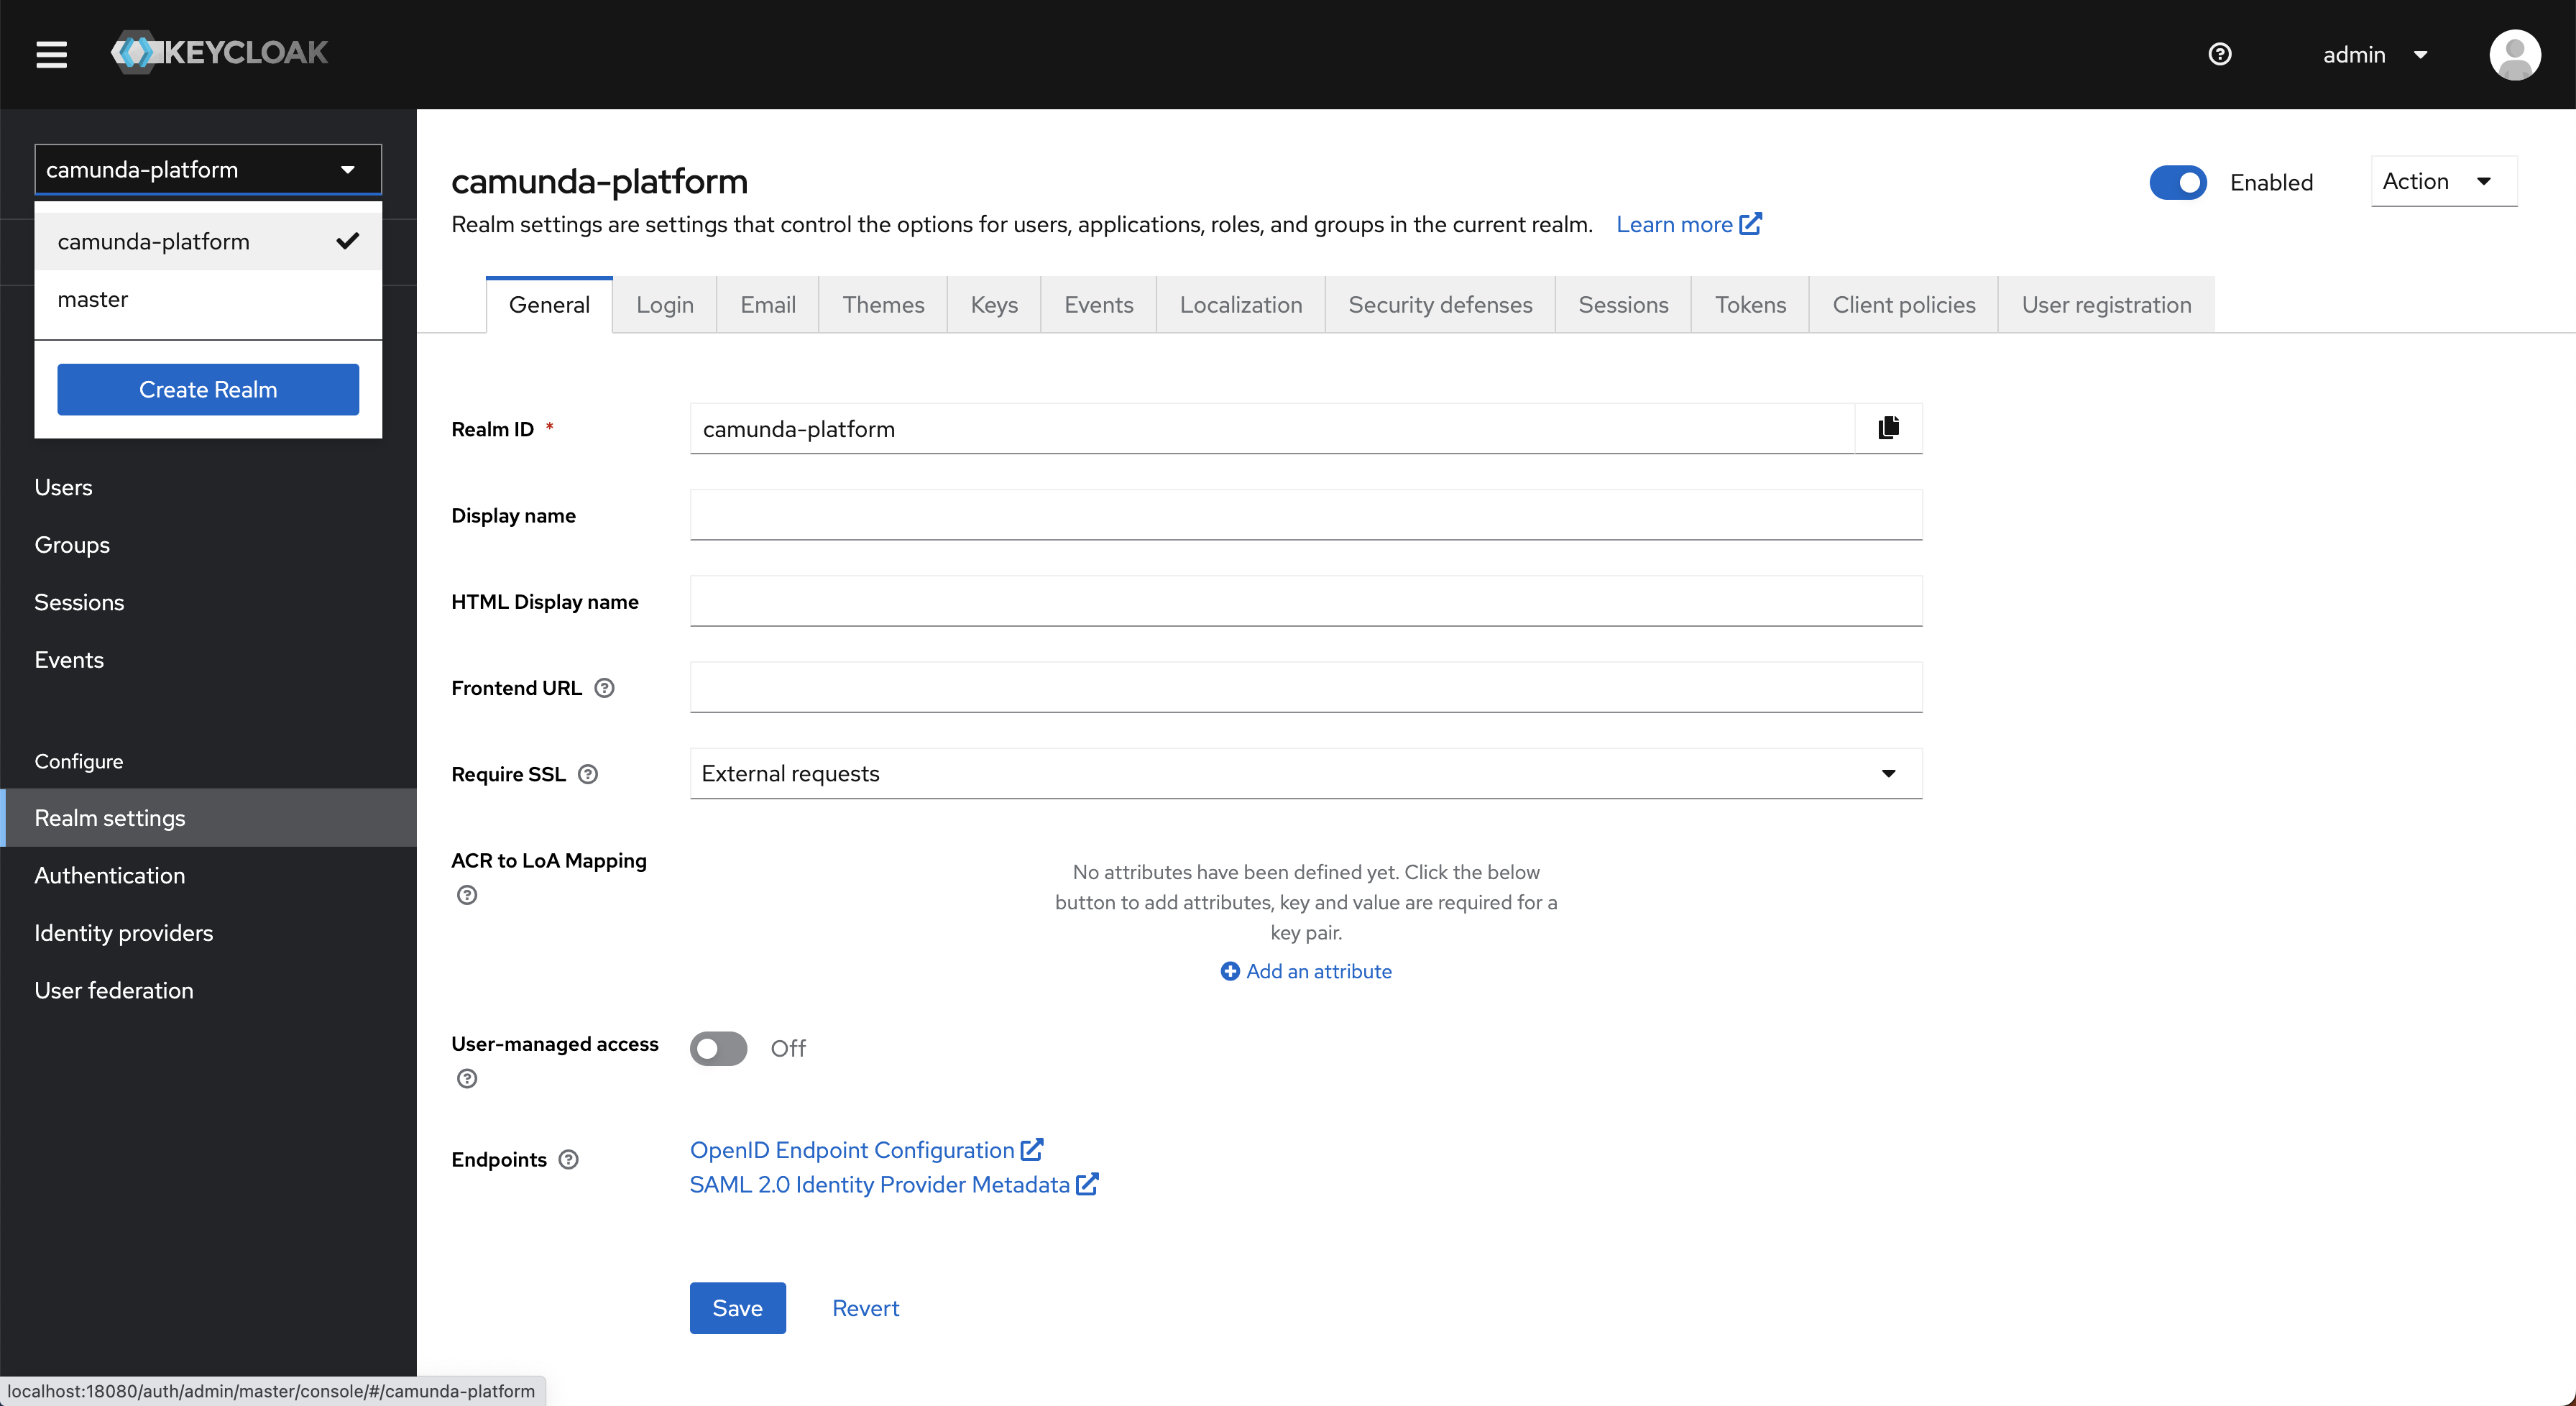 KEYCLOAK
admin
camunda-platform
camunda-platform
master
Create Realm
Users
Groups
Sessions
Events
Configure
Realm settings
Authentication
Identity providers
User federation
camunda-platform
Enabled
Action
Realm settings are settings that control the options for users, applications, roles, and groups in the current realm. Learn more
General Login Email Themes Keys Events Localization Security defenses Sessions Tokens Client policies User registration
Realm ID * camunda-platform
Display name
HTML Display name
Frontend URL
Require SSL External requests
ACR to LoA Mapping
No attributes have been defined yet. Click the below
button to add attributes, key and value are required for a
key pair.
Add an attribute
User-managed access Off
Endpoints
OpenID Endpoint Configuration
SAML 2.0 Identity Provider Metadata
Save Revert
localhost:18080/auth/admin/master/console/#/camunda-platform